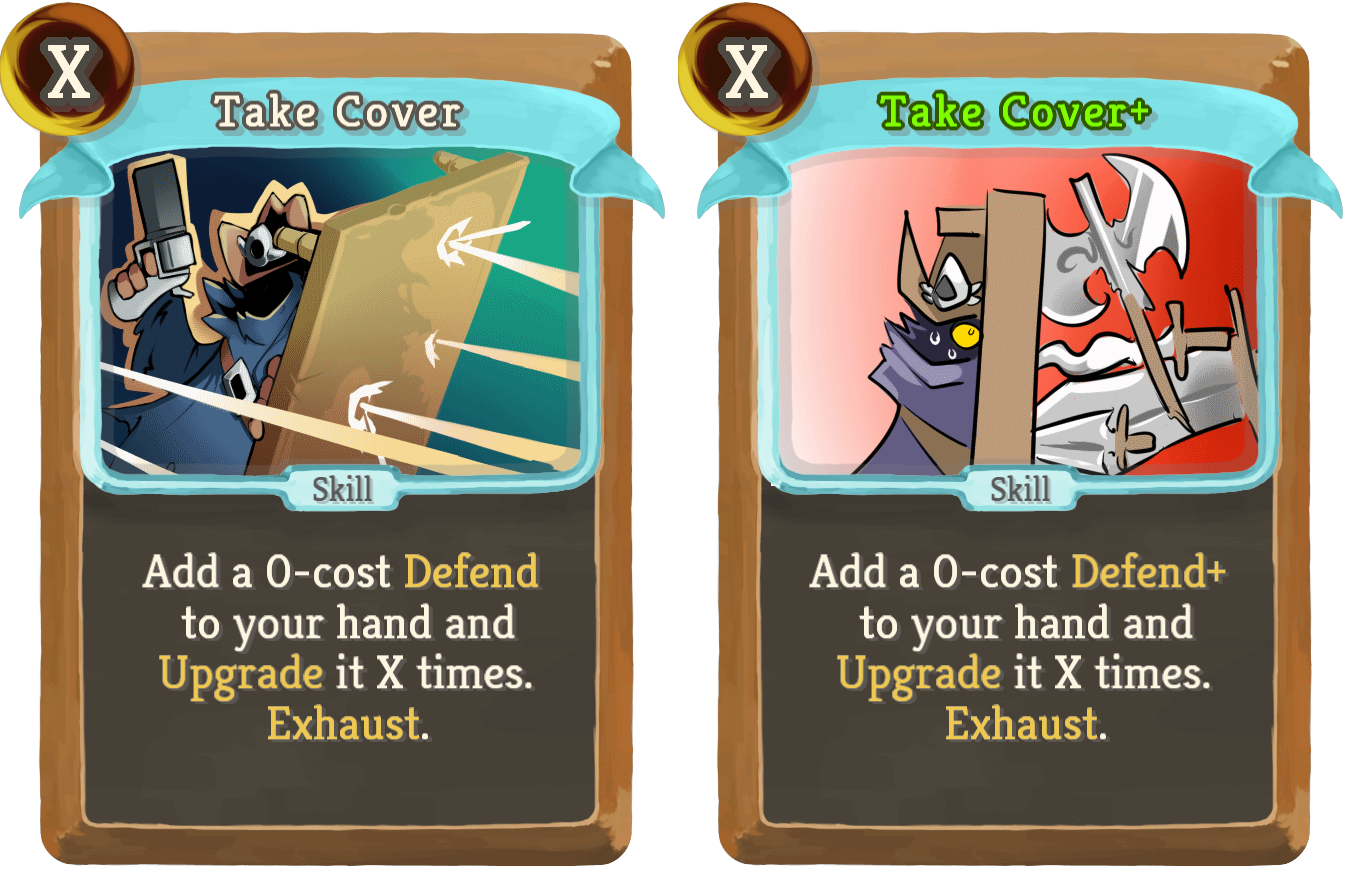 X
Take Cover
Skill
Add a 0-cost Defend
to your hand and
Upgrade it X times.
Exhaust.
X
Take Cover+
Skill
Add a 0-cost Defend+
to your hand and
Upgrade it X times.
Exhaust.